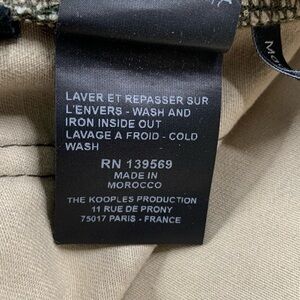 LAVER ET REPASSER SUR
L'ENVERS - WASH AND
IRON INSIDE OUT
LAVAGE A FROID - COLD
WASH
RN 139569
MADE IN
MOROCCO
THE KOOPLES PRODUCTION
11 RUE DE PRONY
75017 PARIS - FRANCE